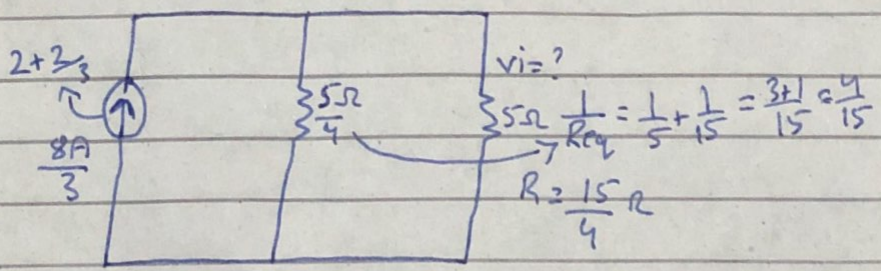 2+2/3
vi=?
8A/3
5Ω/4
5Ω
1/Req = 1/5 + 1/15 = 3+1/15 = 4/15
R = 15/4 Ω